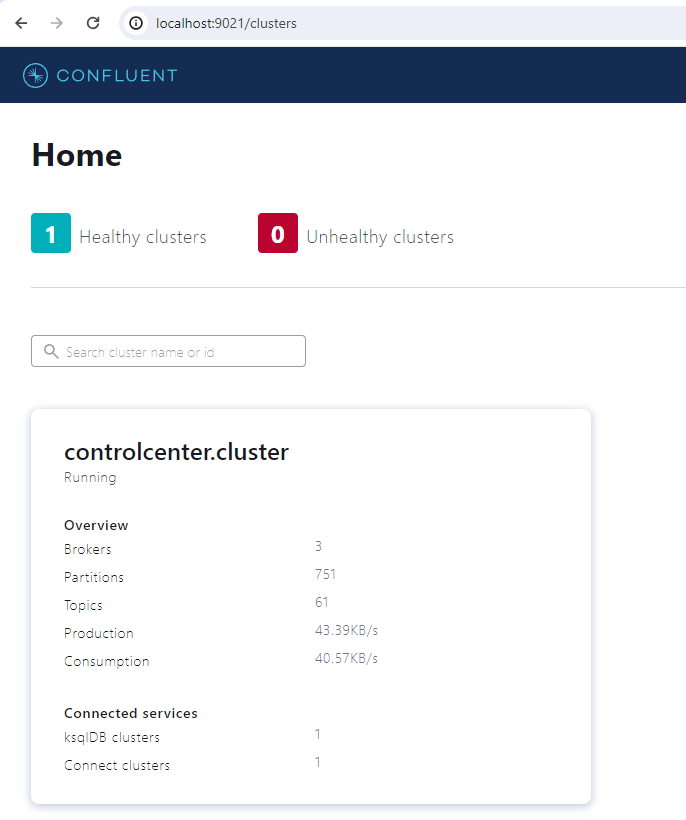 localhost:9021/clusters
CONFLUENT
Home
1 Healthy clusters 0 Unhealthy clusters
Search cluster name or id
controlcenter.cluster
Running
Overview
Brokers 3
Partitions 751
Topics 61
Production 43.39KB/s
Consumption 40.57KB/s
Connected services
ksqlDB clusters 1
Connect clusters 1